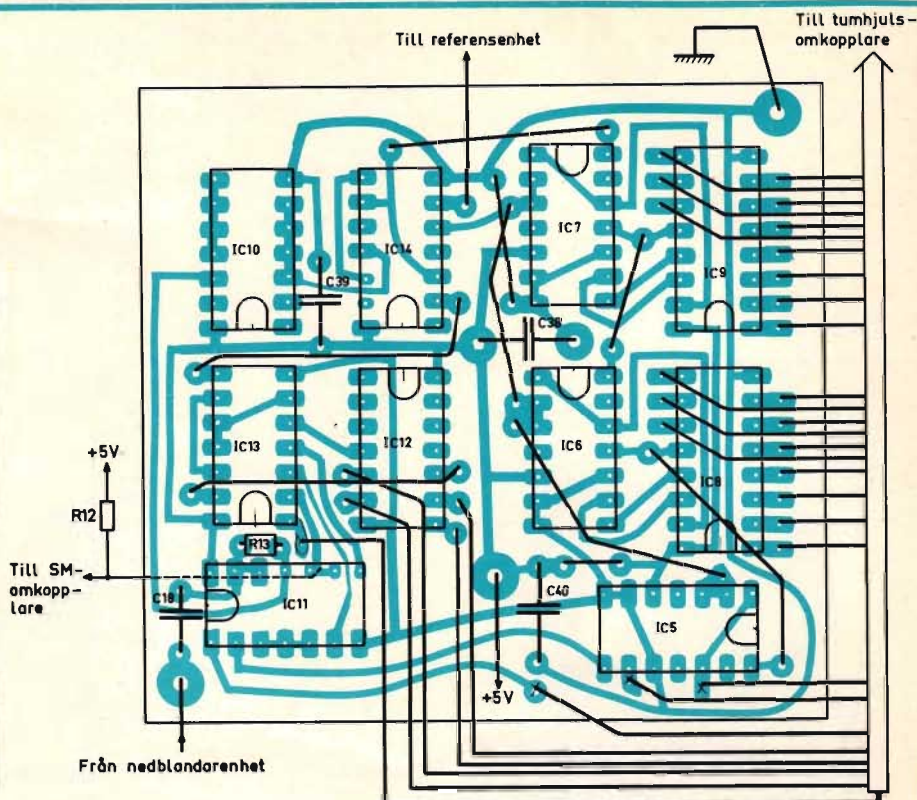 Till tumhjuls-
omkopplare
Till referensenhet
IC10
IC14
IC7
IC9
C39
C38
IC13
IC12
IC6
IC8
+5V
R12
R13
Till SM-
omkopp-
lare
C18
IC11
C40
IC5
+5V
Från nedblandarenhet